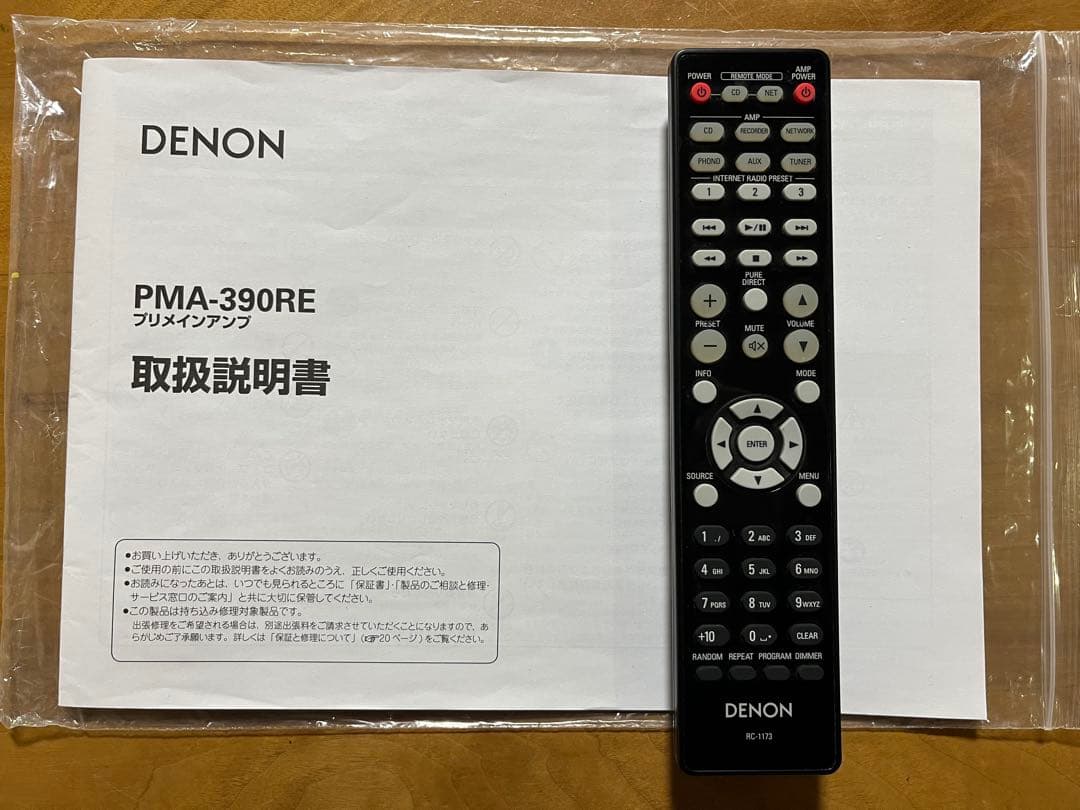 DENON
PMA-390RE
プリメインアンプ
取扱説明書
●お買い上げいただき、ありがとうございます。
●ご使用の前にこの取扱説明書をよくお読みのうえ、正しくご使用ください。
●お読みになったあとは、いつでも見られるところに「保証書」・「製品のご相談と修理・
サービス窓口のご案内」と共に大切に保管してください。
●この製品は持ち込み修理対象製品です。
出張修理をご希望される場合は、別途出張料をご請求させていただくことになりますので、あ
らかじめご了承願います。詳しくは「保証と修理について」(☞20ページ)をご覧ください。
POWER REMOTE MODE AMP POWER
CD NET
AMP
CD RECORDER NETWORK
PHONO AUX TUNER
INTERNET RADIO PRESET
1 2 3
PURE DIRECT
+
PRESET MUTE VOLUME
−
INFO MODE
ENTER
SOURCE MENU
1 ./ 2 ABC 3 DEF
4 GHI 5 JKL 6 MNO
7 PQRS 8 TUV 9 WXYZ
+10 0 CLEAR
RANDOM REPEAT PROGRAM DIMMER
DENON
RC-1173